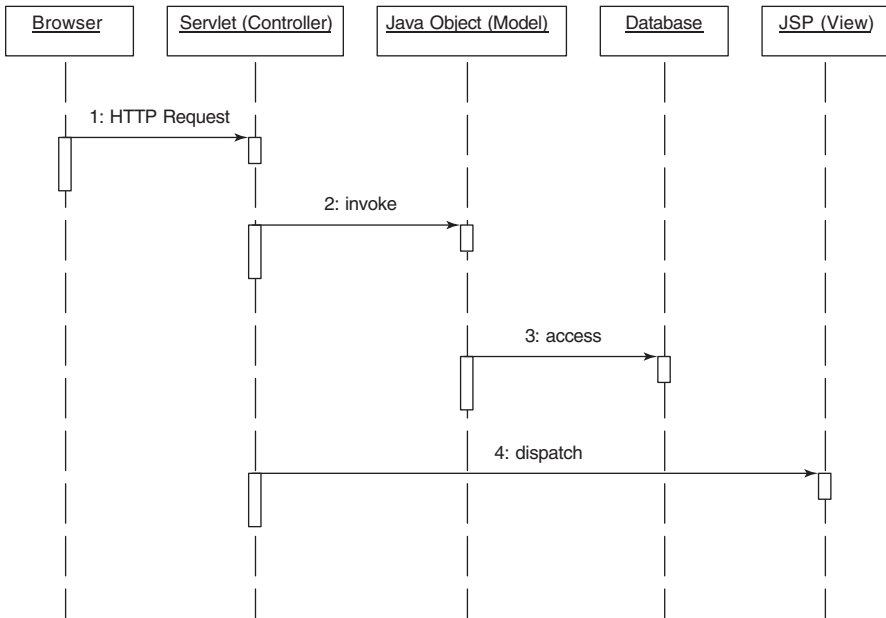 Browser
Servlet (Controller)
Java Object (Model)
Database
JSP (View)
1: HTTP Request
2: invoke
3: access
4: dispatch